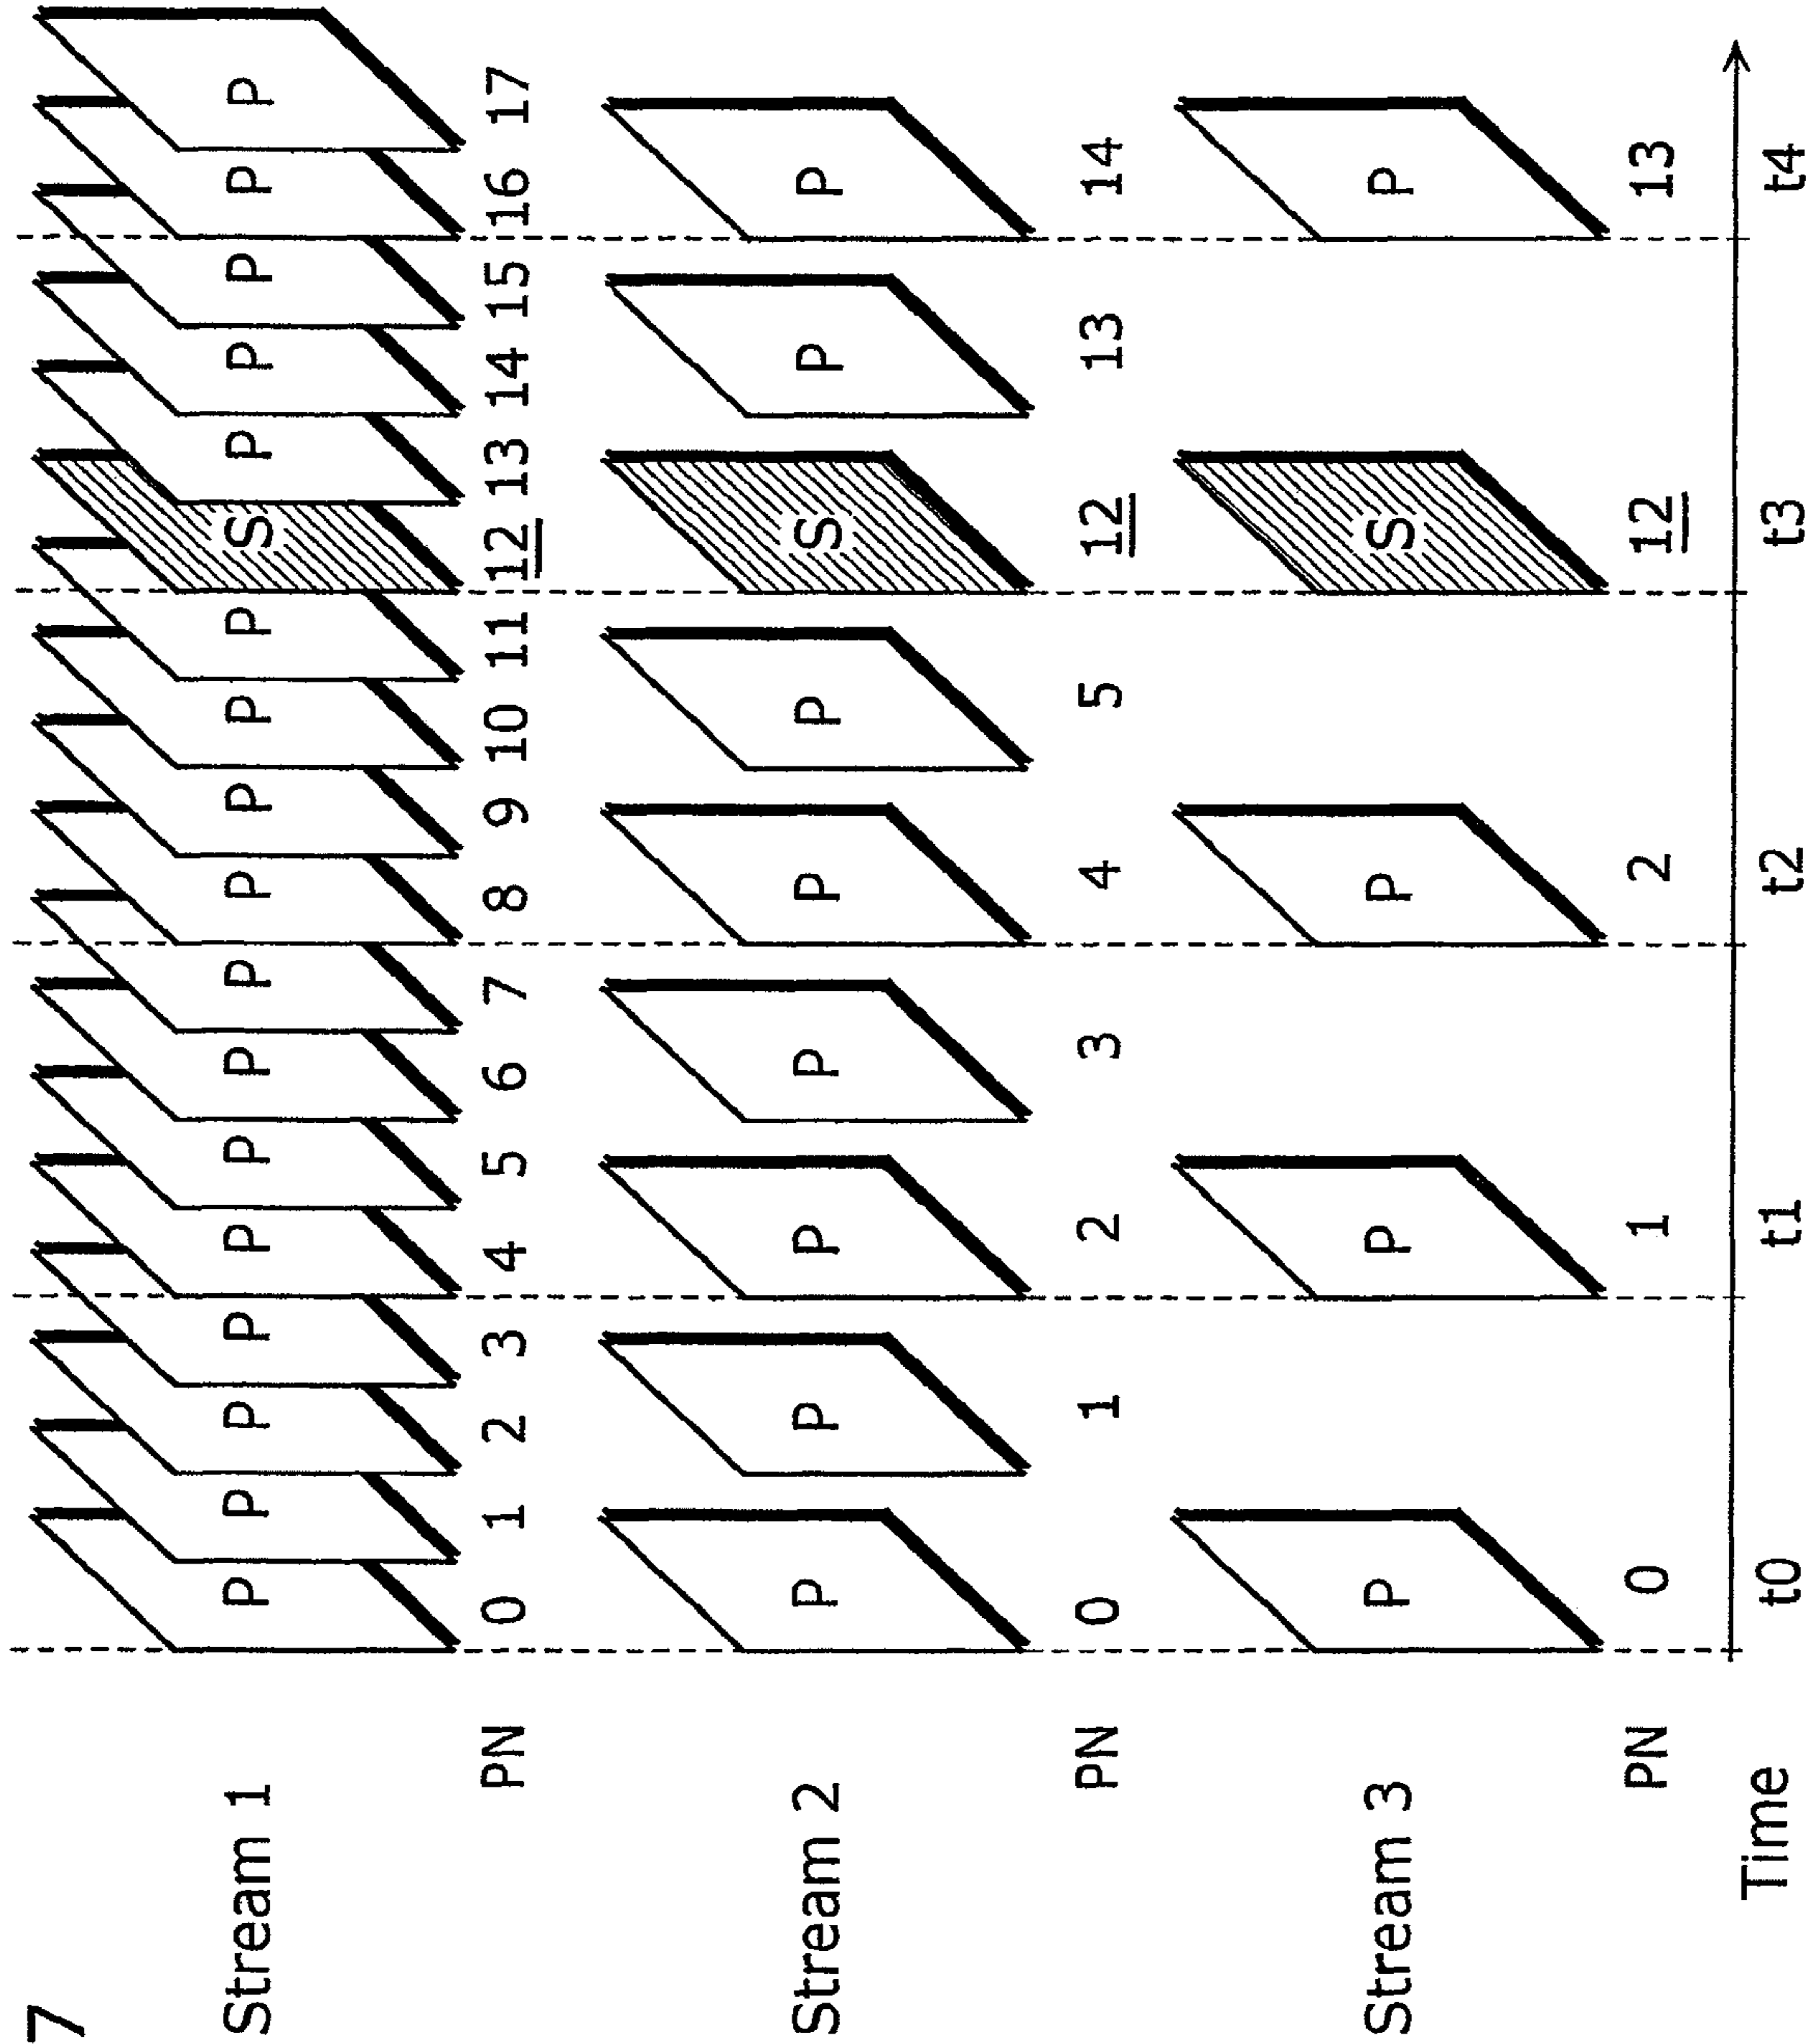 7
Stream 1
P P P P P P P P P P P P S P P P P P
PN 0 1 2 3 4 5 6 7 8 9 10 11 12 13 14 15 16 17
Stream 2
P P P P P P S P P
PN 0 1 2 3 4 5 12 13 14
Stream 3
P P P S P
PN 0 1 2 12 13
Time t0 t1 t2 t3 t4